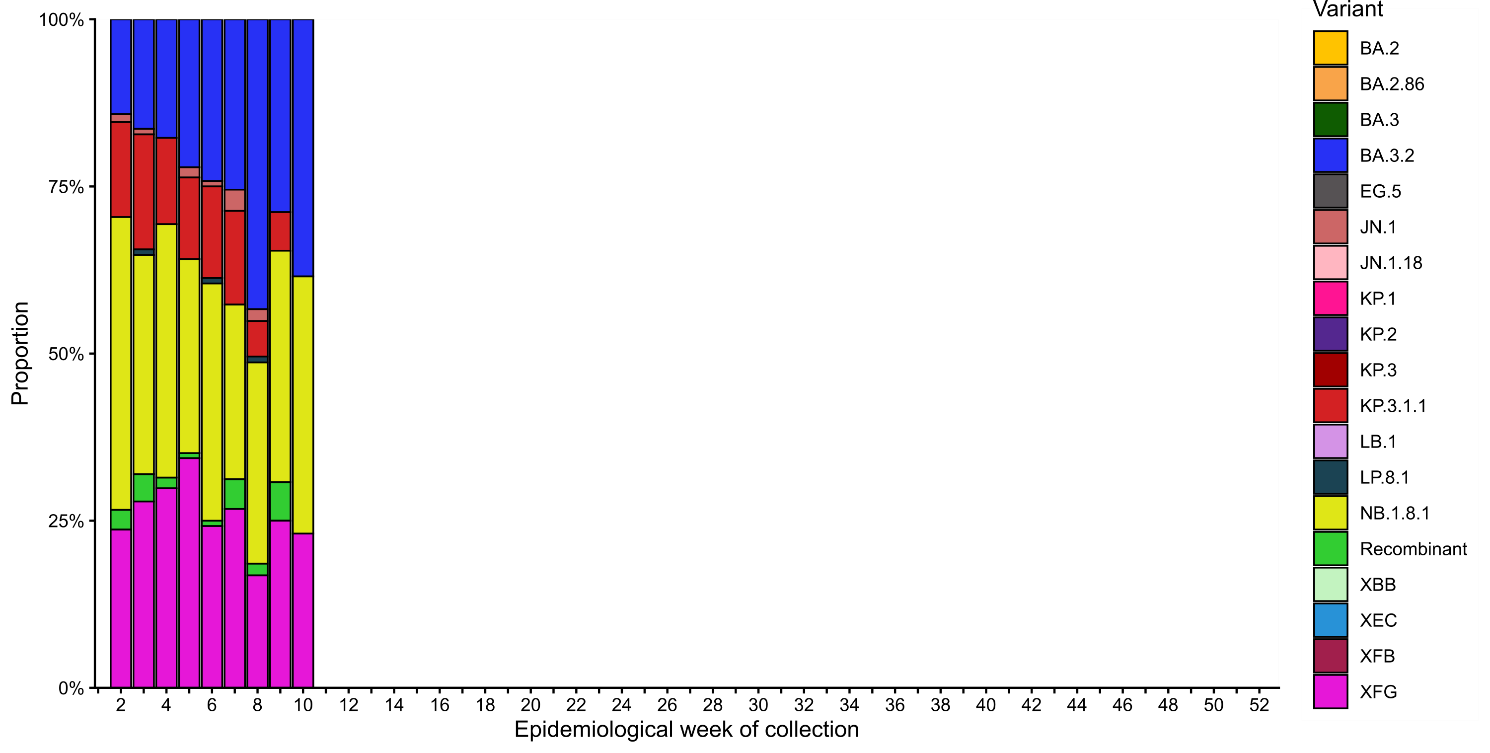 Variant
BA.2
BA.2.86
BA.3
BA.3.2
EG.5
JN.1
JN.1.18
KP.1
KP.2
KP.3
KP.3.1.1
LB.1
LP.8.1
NB.1.8.1
Recombinant
XBB
XEC
XFB
XFG
Proportion
100%
75%
50%
25%
0%
2 4 6 8 10 12 14 16 18 20 22 24 26 28 30 32 34 36 38 40 42 44 46 48 50 52
Epidemiological week of collection